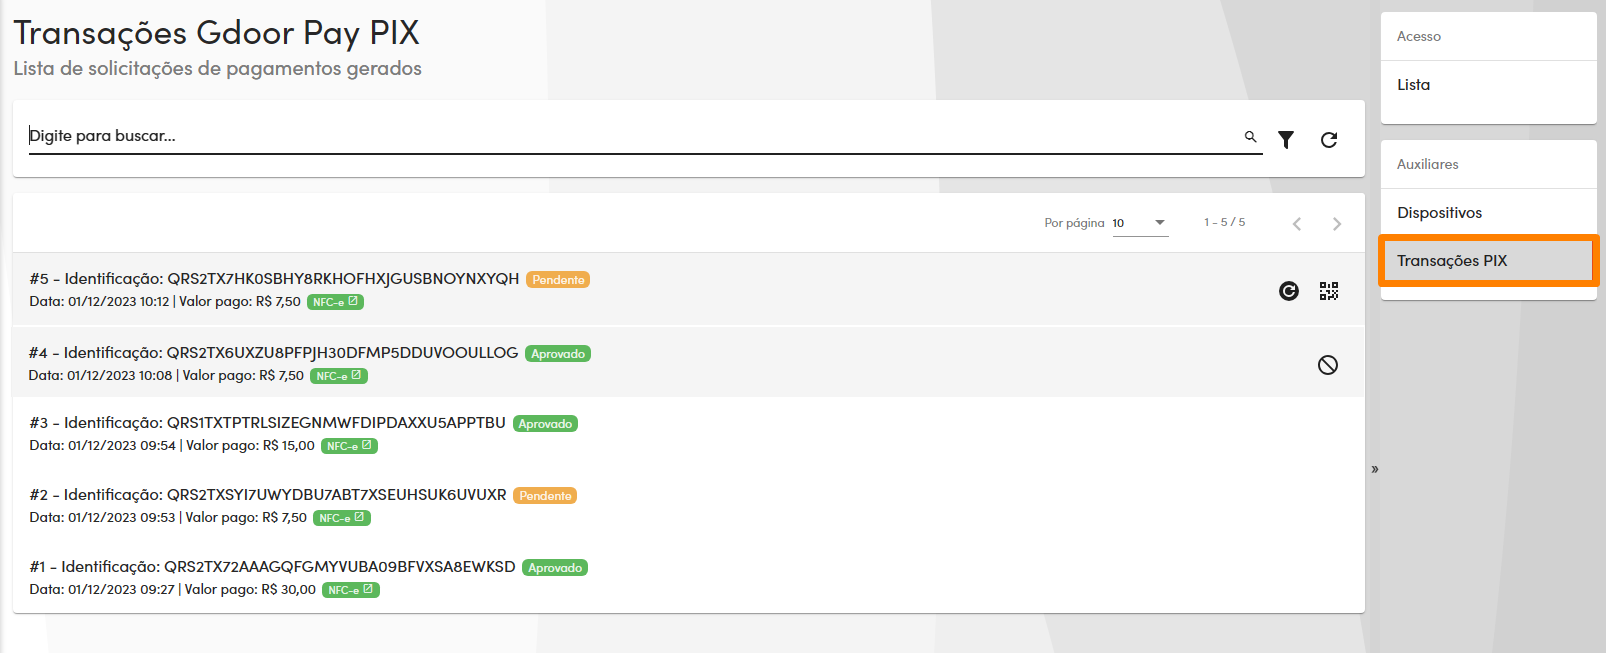 Transações Gdoor Pay PIX
Lista de solicitações de pagamentos gerados
Digite para buscar...
Por página 10 1 - 5 / 5
#5 - Identificação: QRS2TX7HK0SBHY8RKHOFHXJGUSBNOYNXYQH Pendente
Data: 01/12/2023 10:12 | Valor pago: R$ 7,50 NFC-e
#4 - Identificação: QRS2TX6UXZU8PFPJH30DFMP5DDUVOOULLOG Aprovado
Data: 01/12/2023 10:08 | Valor pago: R$ 7,50 NFC-e
#3 - Identificação: QRS1TXTPTRLSIZEGNMWFDIPDAXXU5APPTBU Aprovado
Data: 01/12/2023 09:54 | Valor pago: R$ 15,00 NFC-e
#2 - Identificação: QRS2TXSYI7UWYDBU7ABT7XSEUHSUK6UVUXR Pendente
Data: 01/12/2023 09:53 | Valor pago: R$ 7,50 NFC-e
#1 - Identificação: QRS2TX72AAAGQFGMYVUBA09BFVXSA8EWKSD Aprovado
Data: 01/12/2023 09:27 | Valor pago: R$ 30,00 NFC-e
»
Acesso
Lista
Auxiliares
Dispositivos
Transações PIX